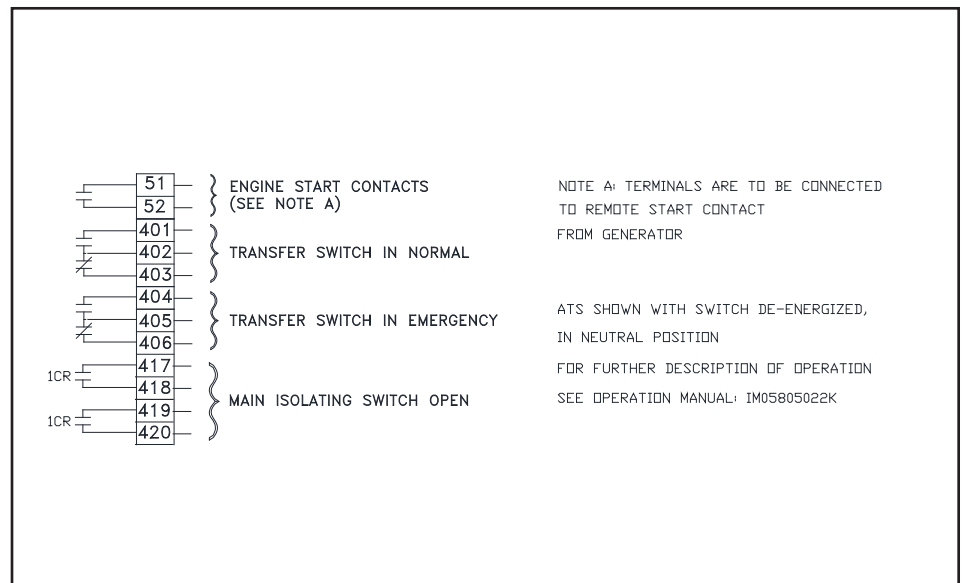 51
52
ENGINE START CONTACTS
(SEE NOTE A)
401
402
403
TRANSFER SWITCH IN NORMAL
404
405
406
TRANSFER SWITCH IN EMERGENCY
1CR
417
418
1CR
419
420
MAIN ISOLATING SWITCH OPEN
NOTE A: TERMINALS ARE TO BE CONNECTED
TO REMOTE START CONTACT
FROM GENERATOR
ATS SHOWN WITH SWITCH DE-ENERGIZED,
IN NEUTRAL POSITION
FOR FURTHER DESCRIPTION OF OPERATION
SEE OPERATION MANUAL: IM05805022K